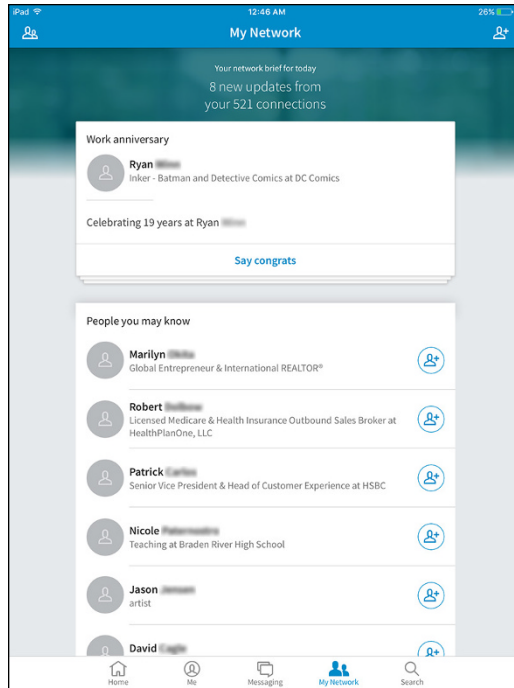 iPad 12:46 AM 26%
My Network
Your network brief for today
8 new updates from
your 521 connections
Work anniversary
Ryan
Inker - Batman and Detective Comics at DC Comics
Celebrating 19 years at Ryan
Say congrats
People you may know
Marilyn
Global Entrepreneur & International REALTOR®
Robert
Licensed Medicare & Health Insurance Outbound Sales Broker at
HealthPlanOne, LLC
Patrick
Senior Vice President & Head of Customer Experience at HSBC
Nicole
Teaching at Braden River High School
Jason
artist
David
Home Me Messaging My Network Search